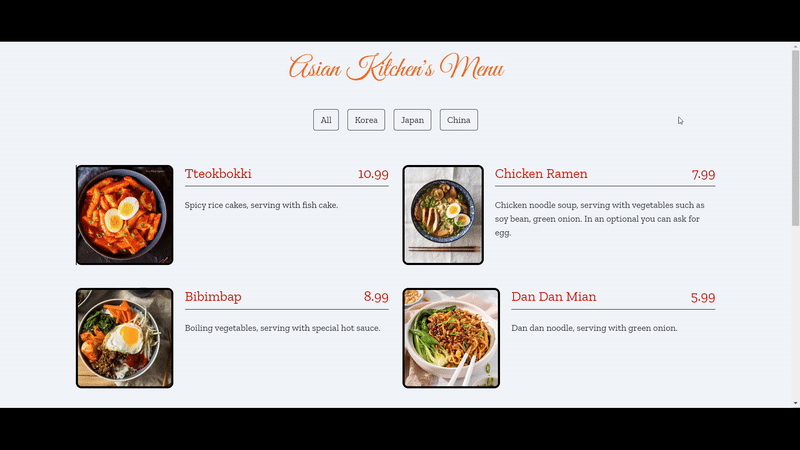 Asian Kitchen's Menu
All Korea Japan China
Tteokbokki 10.99
Spicy rice cakes, serving with fish cake.
Chicken Ramen 7.99
Chicken noodle soup, serving with vegetables such as
soy bean, green onion. In an optional you can ask for
egg.
Bibimbap 8.99
Boiling vegetables, serving with special hot sauce.
Dan Dan Mian 5.99
Dan dan noodle, serving with green onion.